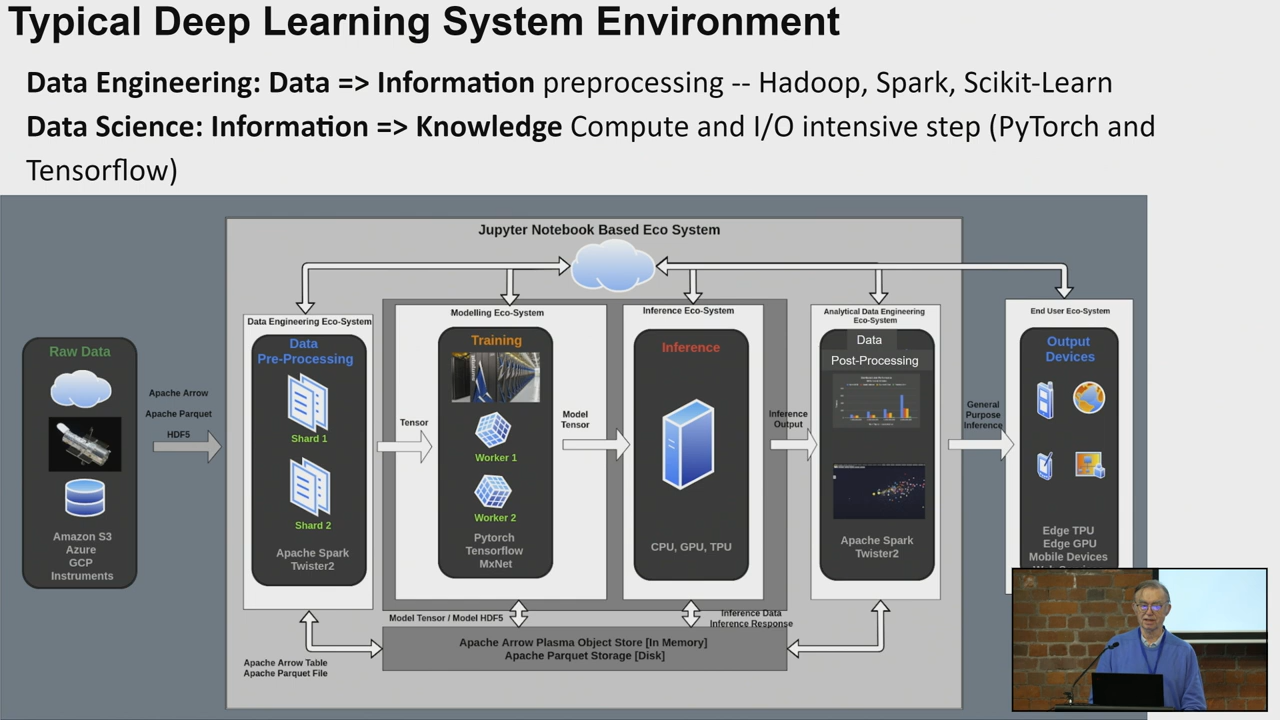 Typical Deep Learning System Environment
Data Engineering: Data => Information preprocessing -- Hadoop, Spark, Scikit-Learn
Data Science: Information => Knowledge Compute and I/O intensive step (PyTorch and
Tensorflow)
Jupyter Notebook Based Eco System
Raw Data
Amazon S3
Azure
GCP
Instruments
Apache Arrow
Apache Parquet
HDF5
Data Engineering Eco-System
Data
Pre-Processing
Shard 1
Shard 2
Apache Spark
Twister2
Tensor
Modelling Eco-System
Training
Worker 1
Worker 2
Pytorch
Tensorflow
MxNet
Model
Tensor
Inference Eco-System
Inference
CPU, GPU, TPU
Inference
Output
Analytical Data Engineering
Eco-System
Data
Post-Processing
Apache Spark
Twister2
General
Purpose
Inference
End User Eco-System
Output
Devices
Edge TPU
Edge GPU
Mobile Devices
Model Tensor / Model HDF5
Inference Data
Inference Response
Apache Arrow Plasma Object Store [In Memory]
Apache Parquet Storage [Disk]
Apache Arrow Table
Apache Parquet File